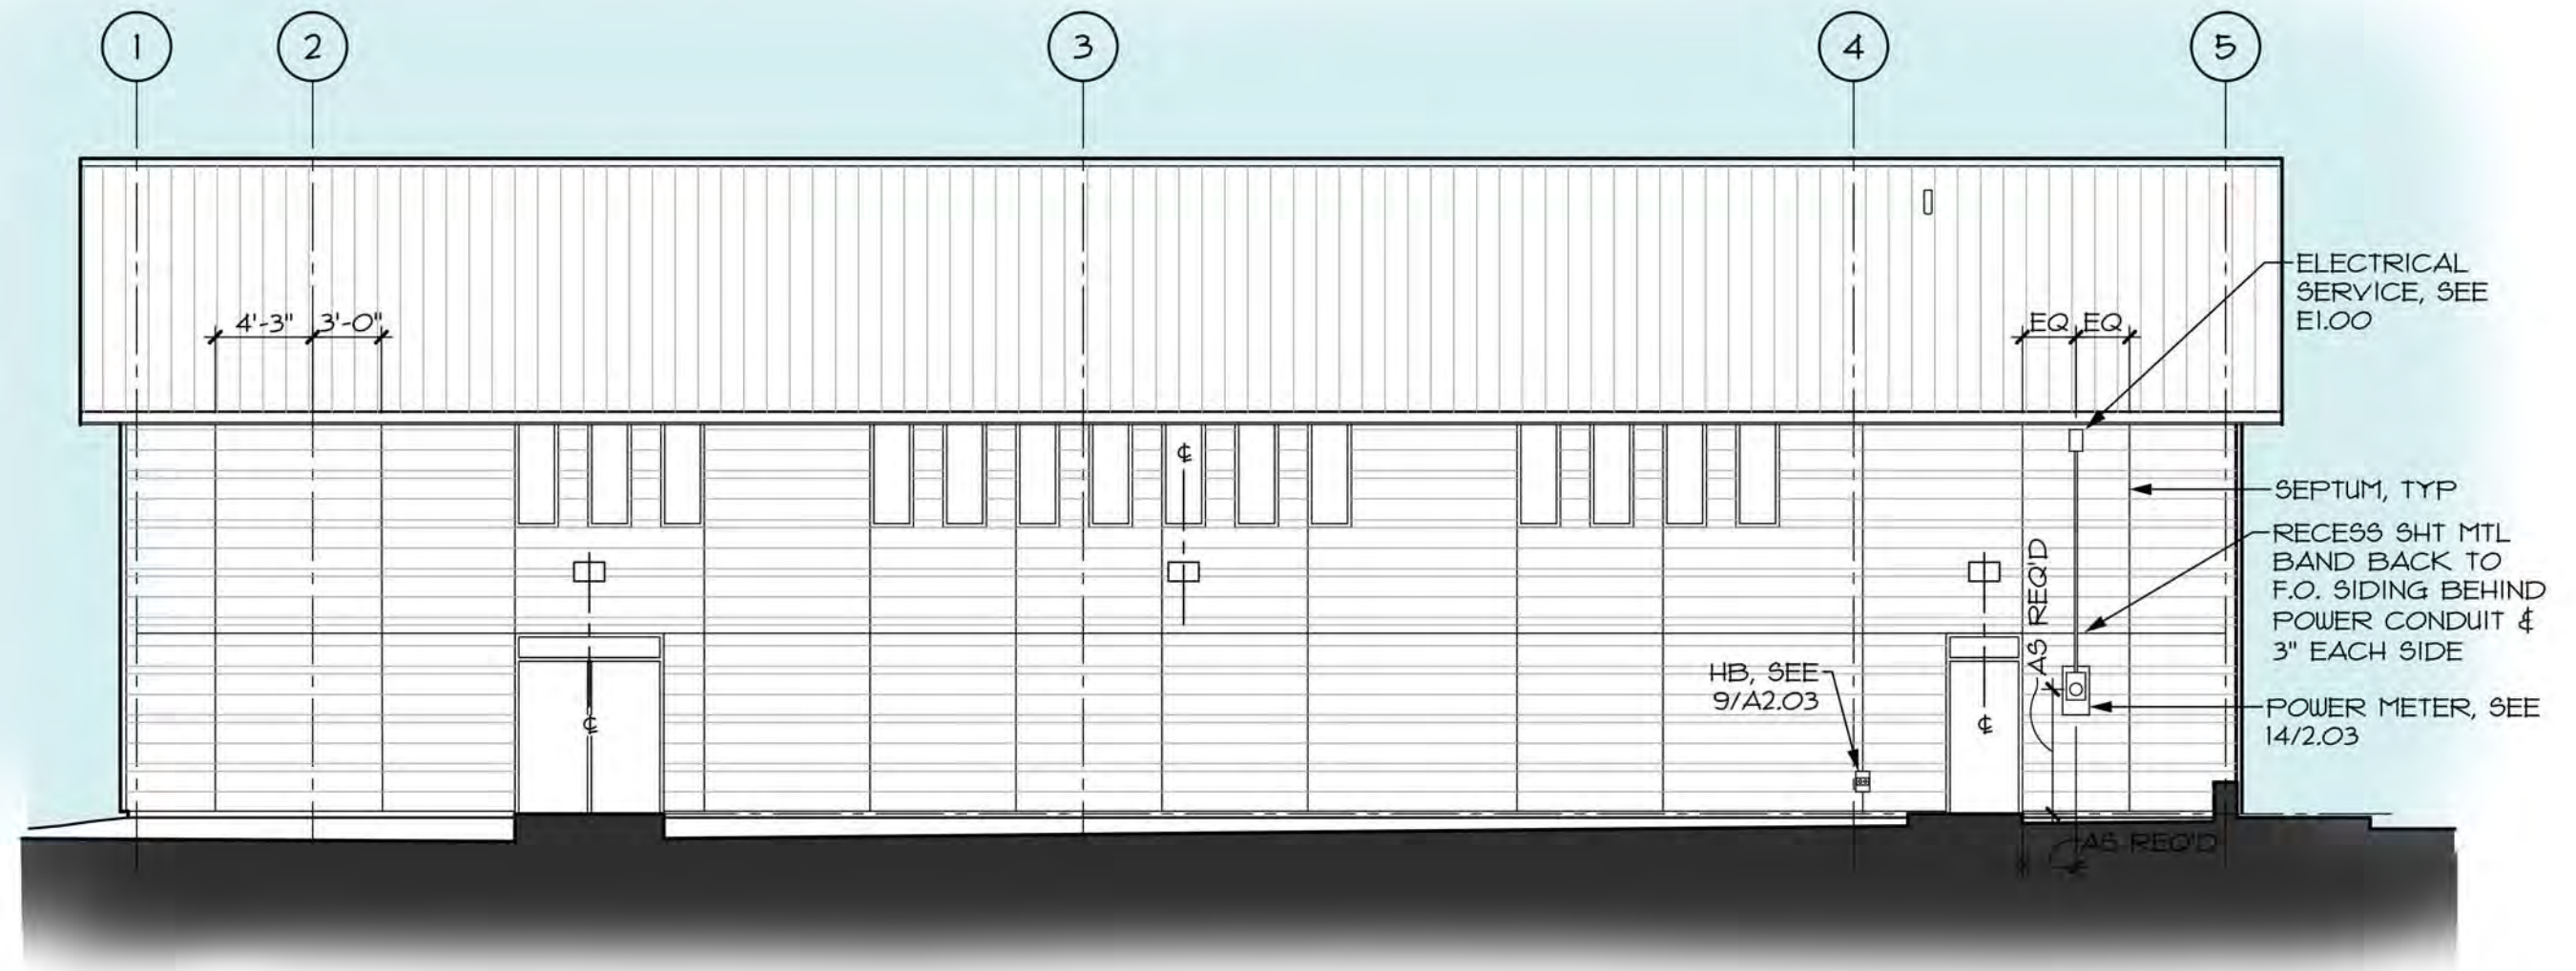 1
2
3
4
5
ELECTRICAL
SERVICE, SEE
E1.00
4'-3"
3'-0"
EQ
EQ
℄
SEPTUM, TYP
RECESS SHT MTL
BAND BACK TO
F.O. SIDING BEHIND
POWER CONDUIT &
3" EACH SIDE
AS REQ'D
HB, SEE
9/A2.03
℄
℄
POWER METER, SEE
14/2.03
AS REQ'D